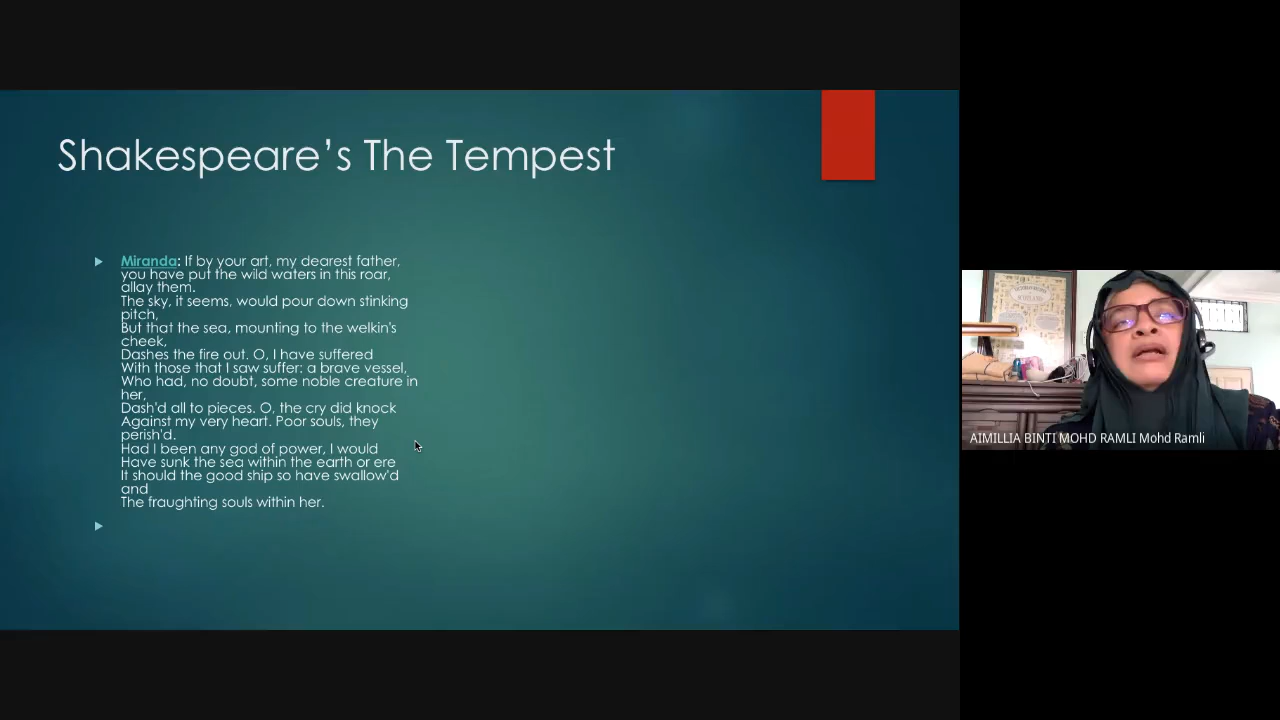 Shakespeare's The Tempest
Miranda: If by your art, my dearest father,
you have put the wild waters in this roar,
allay them.
The sky, it seems, would pour down stinking
pitch,
But that the sea, mounting to the welkin's
cheek,
Dashes the fire out. O, I have suffered
With those that I saw suffer: a brave vessel,
Who had, no doubt, some noble creature in
her,
Dash'd all to pieces. O, the cry did knock
Against my very heart. Poor souls, they
perish'd.
Had I been any god of power, I would
Have sunk the sea within the earth or ere
It should the good ship so have swallow'd
and
The fraughting souls within her.
AIMILLIA BINTI MOHD RAMLI Mohd Ramli